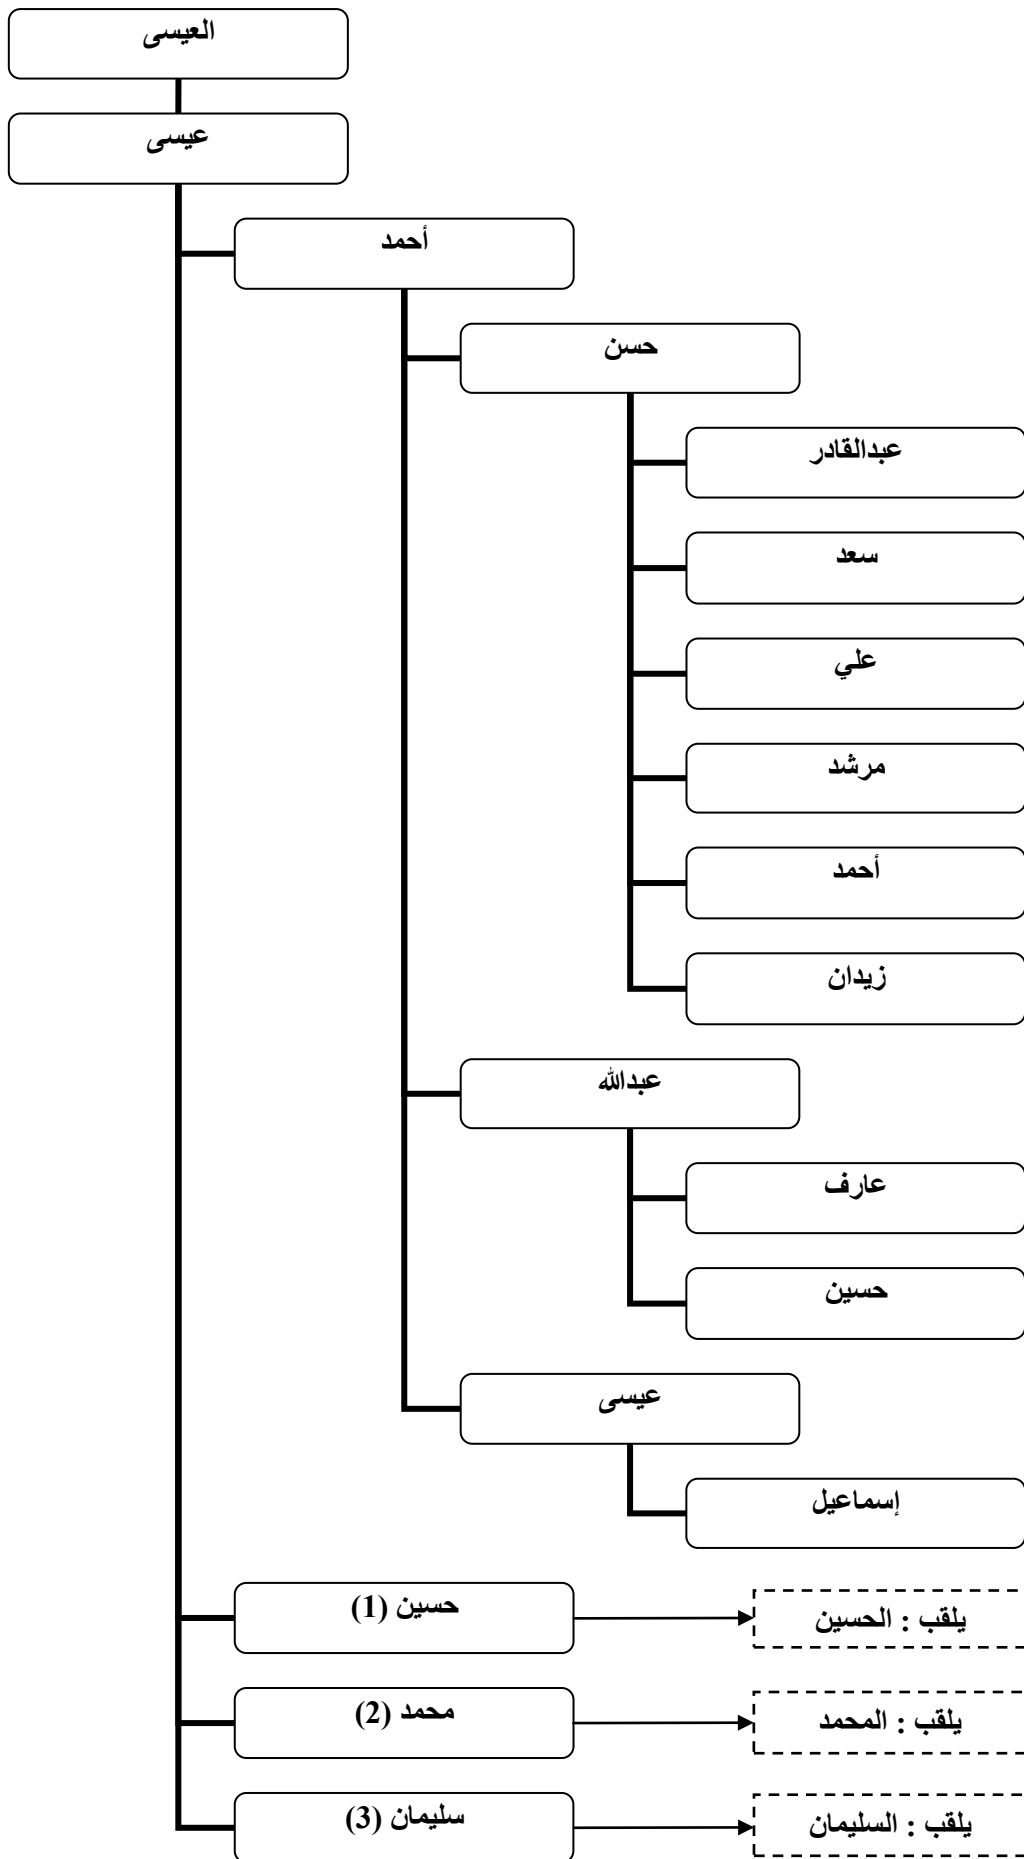 العيسى
عيسى
أحمد
حسن
عبدالقادر
سعد
علي
مرشد
أحمد
زيدان
عبدالله
عارف
حسين
عيسى
إسماعيل
حسين (1)
يلقب : الحسين
محمد (2)
يلقب : المحمد
سليمان (3)
يلقب : السليمان